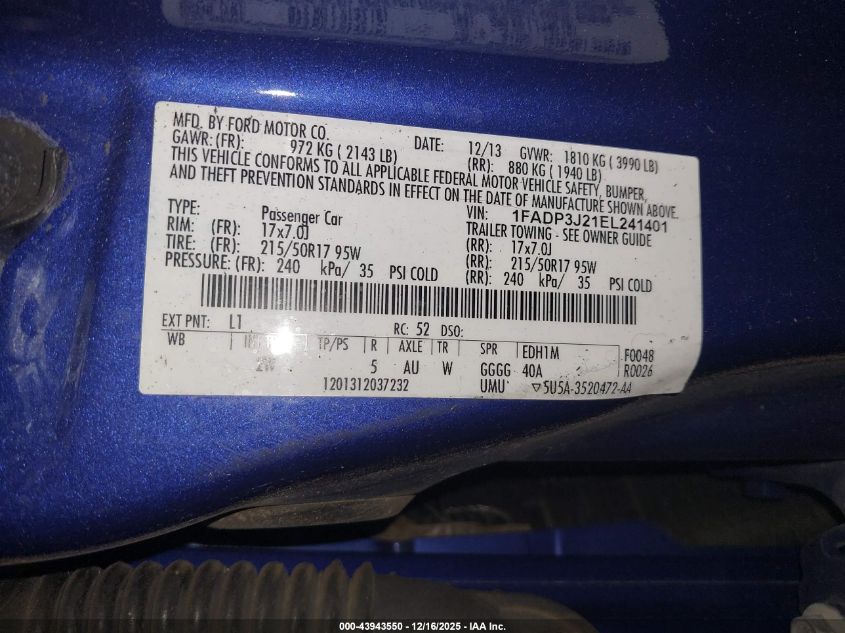 MFD. BY FORD MOTOR CO. DATE: 12/13 GVWR: 1810 KG ( 3990 LB)
GAWR: (FR): 972 KG ( 2143 LB) (RR): 880 KG ( 1940 LB)
THIS VEHICLE CONFORMS TO ALL APPLICABLE FEDERAL MOTOR VEHICLE SAFETY, BUMPER,
AND THEFT PREVENTION STANDARDS IN EFFECT ON THE DATE OF MANUFACTURE SHOWN ABOVE.
TYPE: Passenger Car VIN: 1FADP3J21EL241401
TRAILER TOWING - SEE OWNER GUIDE
RIM: (FR): 17x7.0J (RR): 17x7.0J
TIRE: (FR): 215/50R17 95W (RR): 215/50R17 95W
PRESSURE: (FR): 240 kPa/ 35 PSI COLD (RR): 240 kPa/ 35 PSI COLD
EXT PNT: L1 RC: 52 DSO:
WB TP/PS R AXLE TR SPR EDH1M F0048
5 AU W GGGG 40A R0026
1201312037232 UMU ▽5U5A-3520472-AA
000-43943550 - 12/16/2025 - IAA Inc.